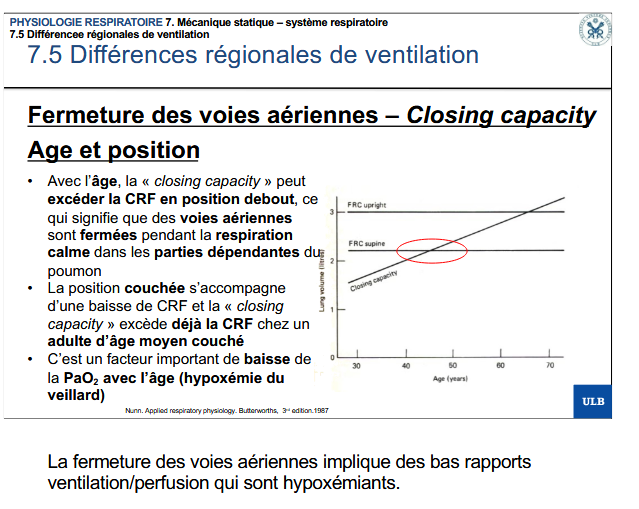 PHYSIOLOGIE RESPIRATOIRE 7. Mécanique statique – système respiratoire
7.5 Différencee régionales de ventilation
7.5 Différences régionales de ventilation
Fermeture des voies aériennes – Closing capacity
Age et position
• Avec l’âge, la « closing capacity » peut
excéder la CRF en position debout, ce
qui signifie que des voies aériennes
sont fermées pendant la respiration
calme dans les parties dépendantes du
poumon
• La position couchée s’accompagne
d’une baisse de CRF et la « closing
capacity » excède déjà la CRF chez un
adulte d’âge moyen couché
• C’est un facteur important de baisse de
la PaO₂ avec l’âge (hypoxémie du
veillard)
FRC upright
FRC supine
Closing capacity
Lung volume (litres)
3
2
1
0
30 40 50 60 70
Age (years)
Nunn. Applied respiratory physiology. Butterworths, 3rd edition.1987
ULB
La fermeture des voies aériennes implique des bas rapports
ventilation/perfusion qui sont hypoxémiants.